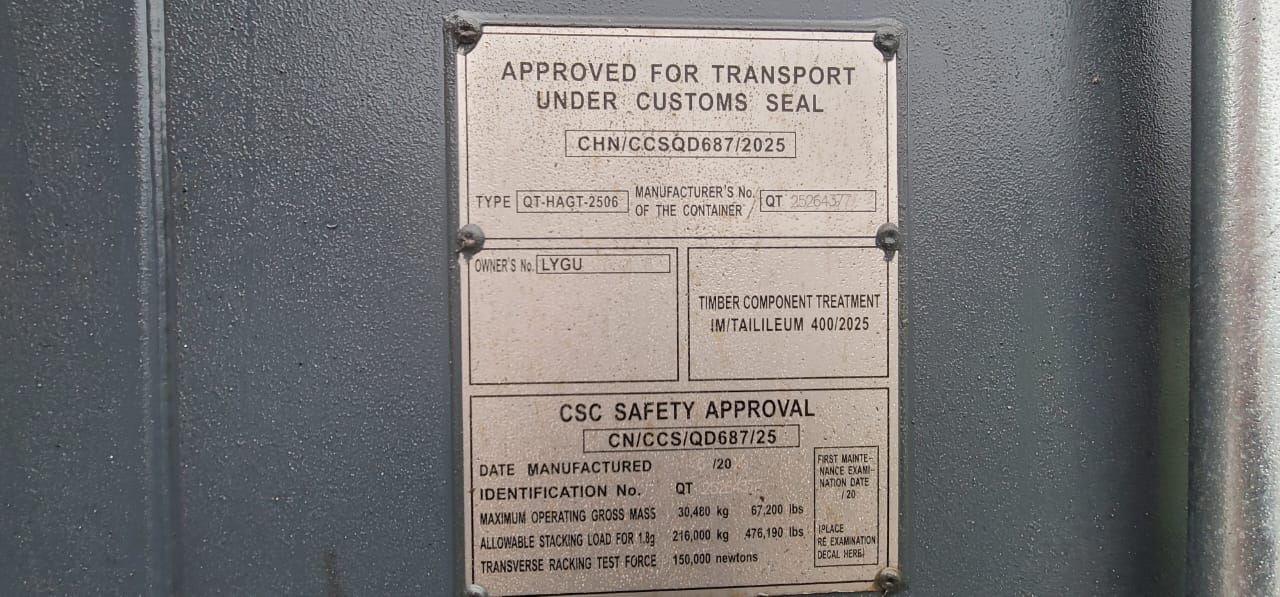 APPROVED FOR TRANSPORT
UNDER CUSTOMS SEAL
CHN/CCSQD687/2025
TYPE QT-HAGT-2506 MANUFACTURER'S No. OF THE CONTAINER QT
OWNER'S No. LYGU
TIMBER COMPONENT TREATMENT
IM/TAILILEUM 400/2025
CSC SAFETY APPROVAL
CN/CCS/QD687/25
DATE MANUFACTURED /20
IDENTIFICATION No. QT
MAXIMUM OPERATING GROSS MASS 30,480 kg 67,200 lbs
ALLOWABLE STACKING LOAD FOR 1.8g 216,000 kg 476,190 lbs
TRANSVERSE RACKING TEST FORCE 150,000 newtons
FIRST MAINTE-
NANCE EXAMI-
NATION DATE
/20
(PLACE
RE EXAMINATION
DECAL HERE)